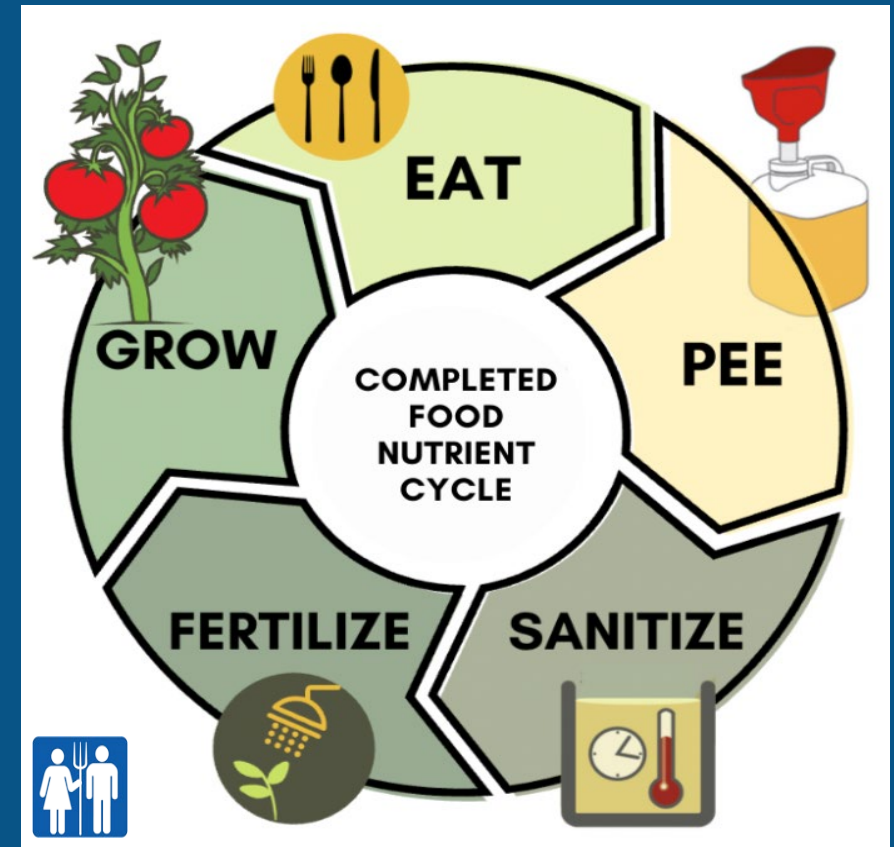 EAT
PEE
SANITIZE
FERTILIZE
GROW
COMPLETED
FOOD
NUTRIENT
CYCLE